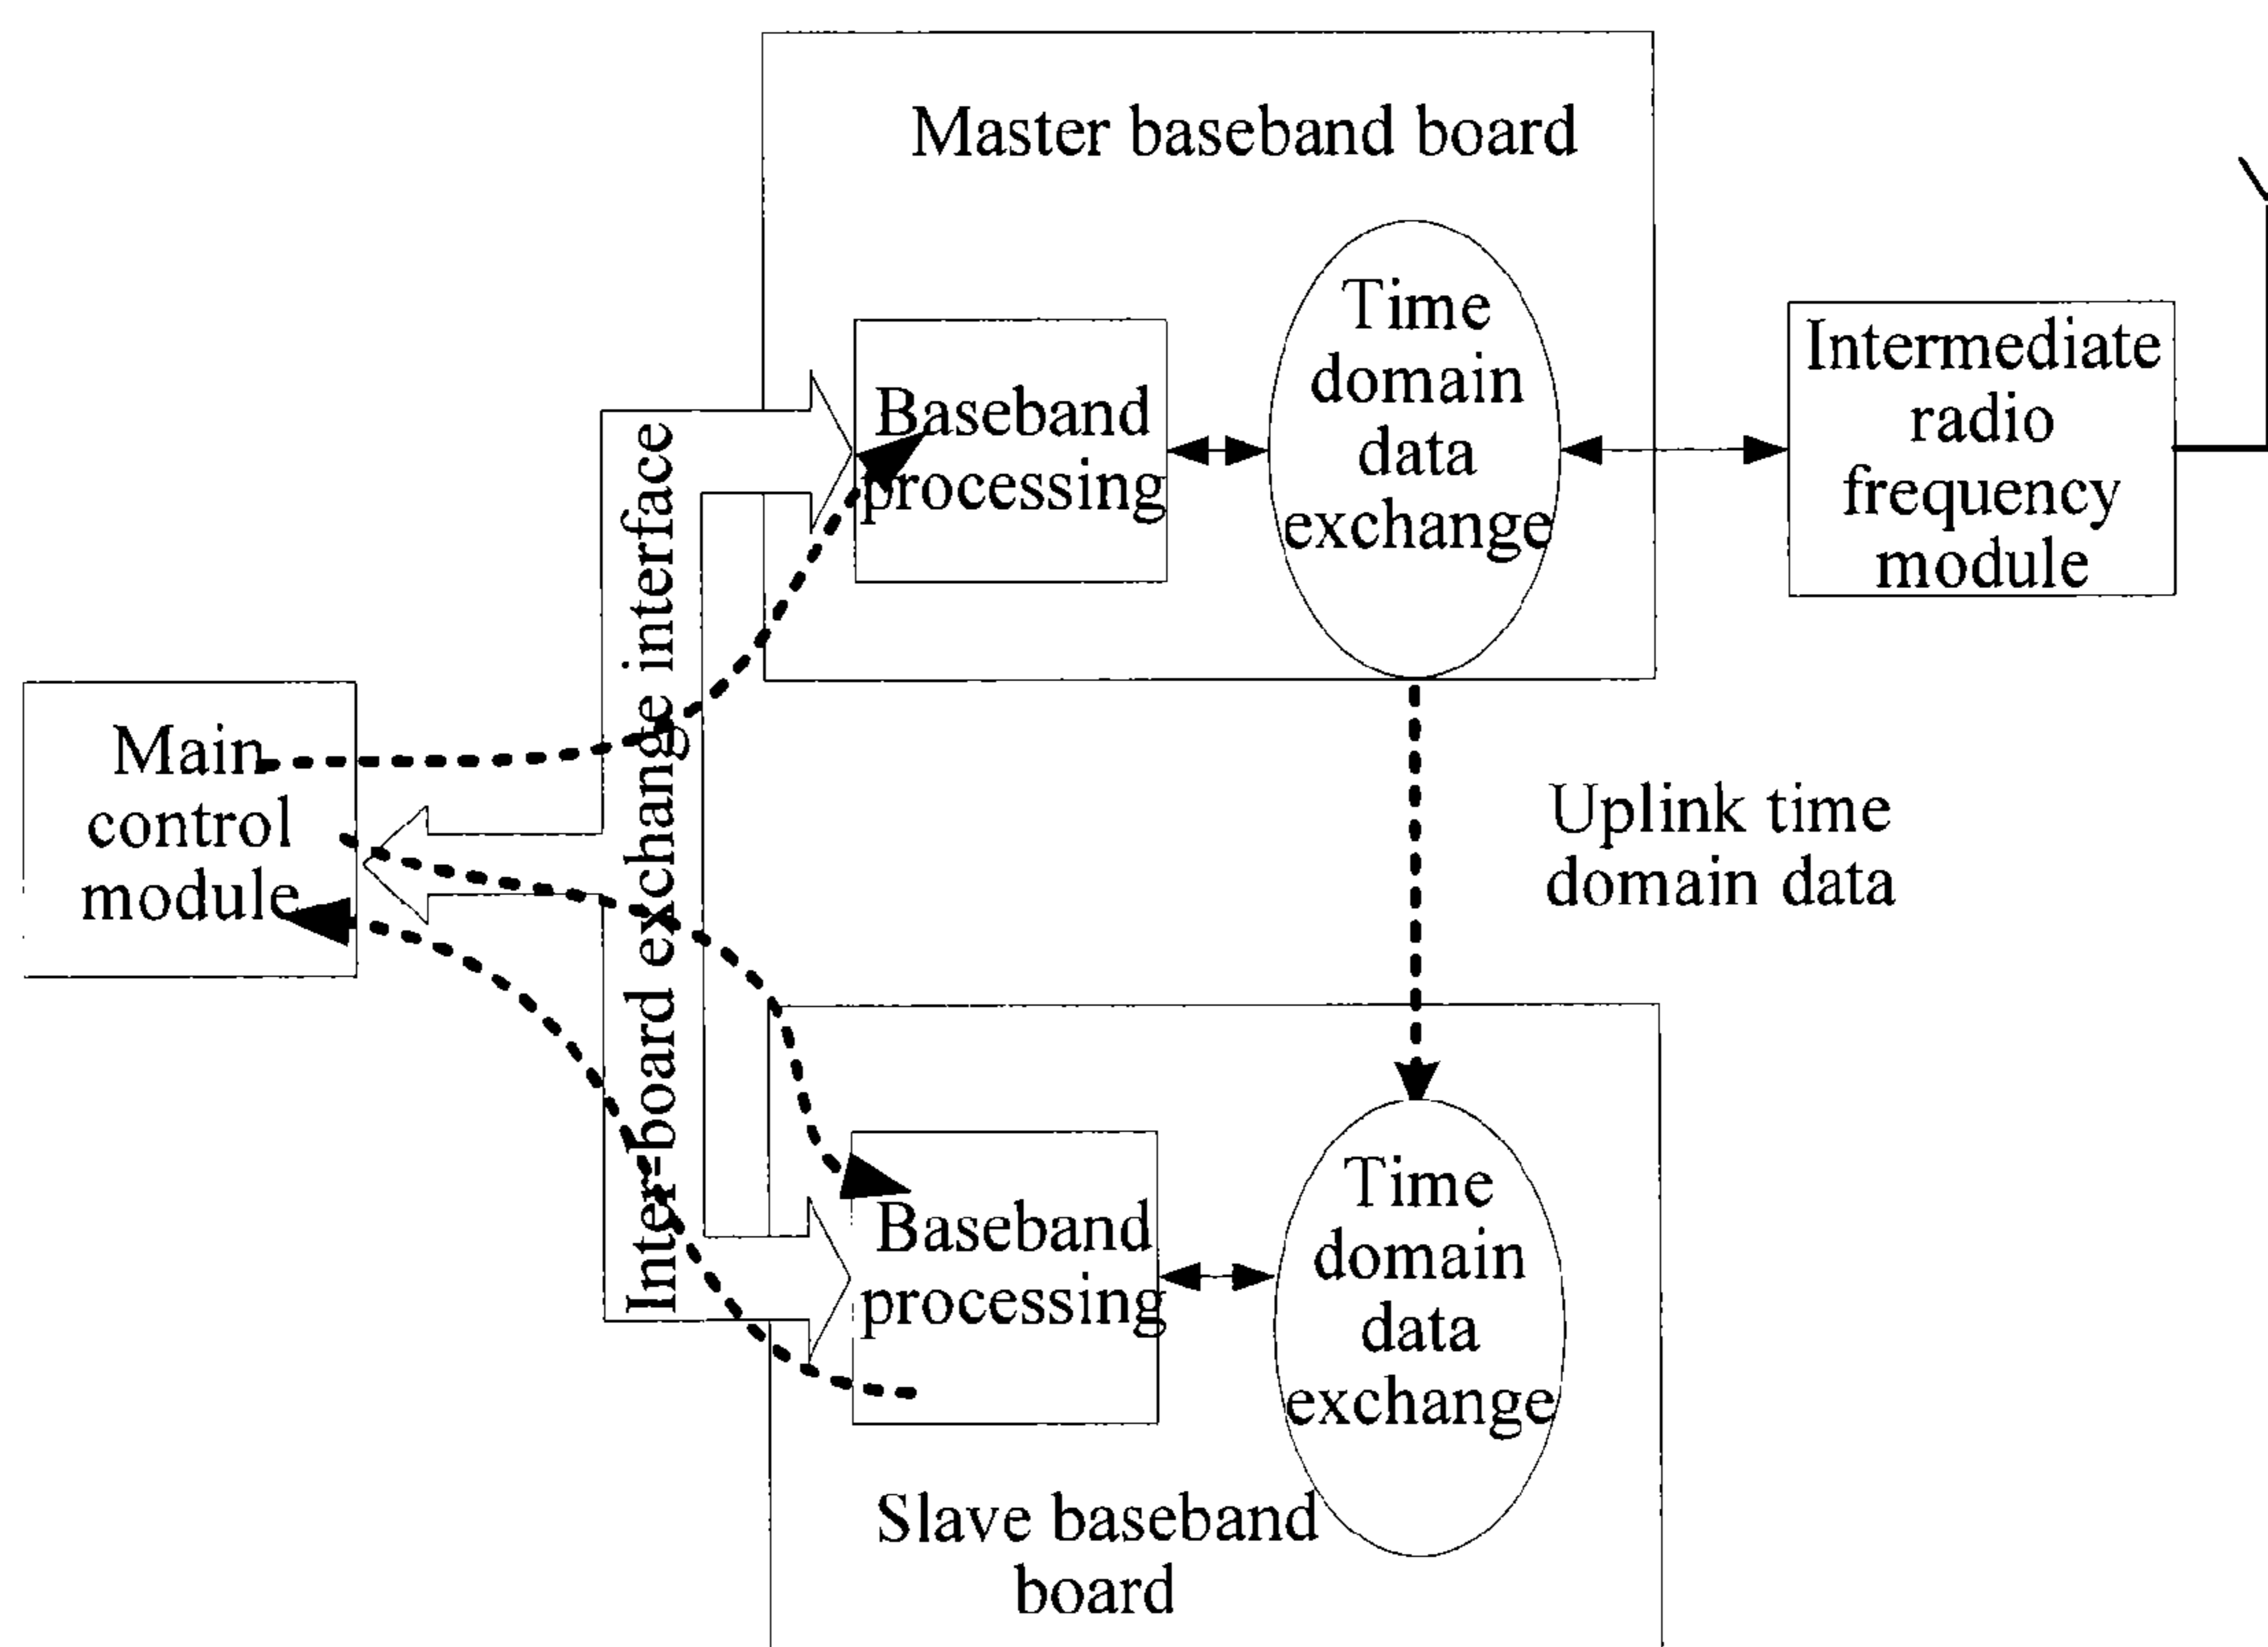 Master baseband board
Time
domain
data
exchange
Baseband
processing
Intermediate
radio
frequency
module
Inter-board exchange interface
Main
control
module
Uplink time
domain data
Baseband
processing
Time
domain
data
exchange
Slave baseband
board